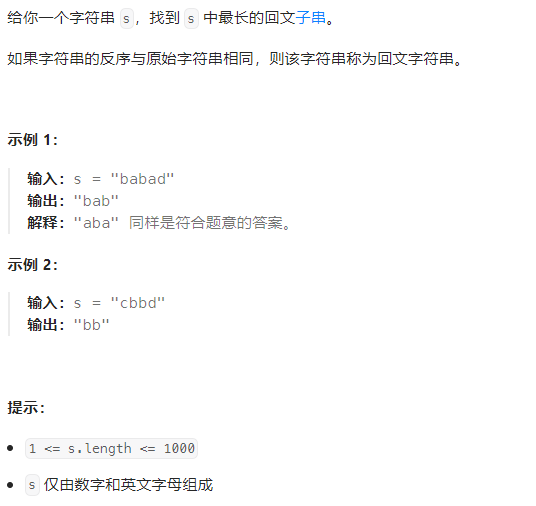 给你一个字符串 s，找到 s 中最长的回文子串。
如果字符串的反序与原始字符串相同，则该字符串称为回文字符串。
示例 1：
输入：s = "babad"
输出："bab"
解释："aba" 同样是符合题意的答案。
示例 2：
输入：s = "cbbd"
输出："bb"
提示：
• 1 <= s.length <= 1000
• s 仅由数字和英文字母组成